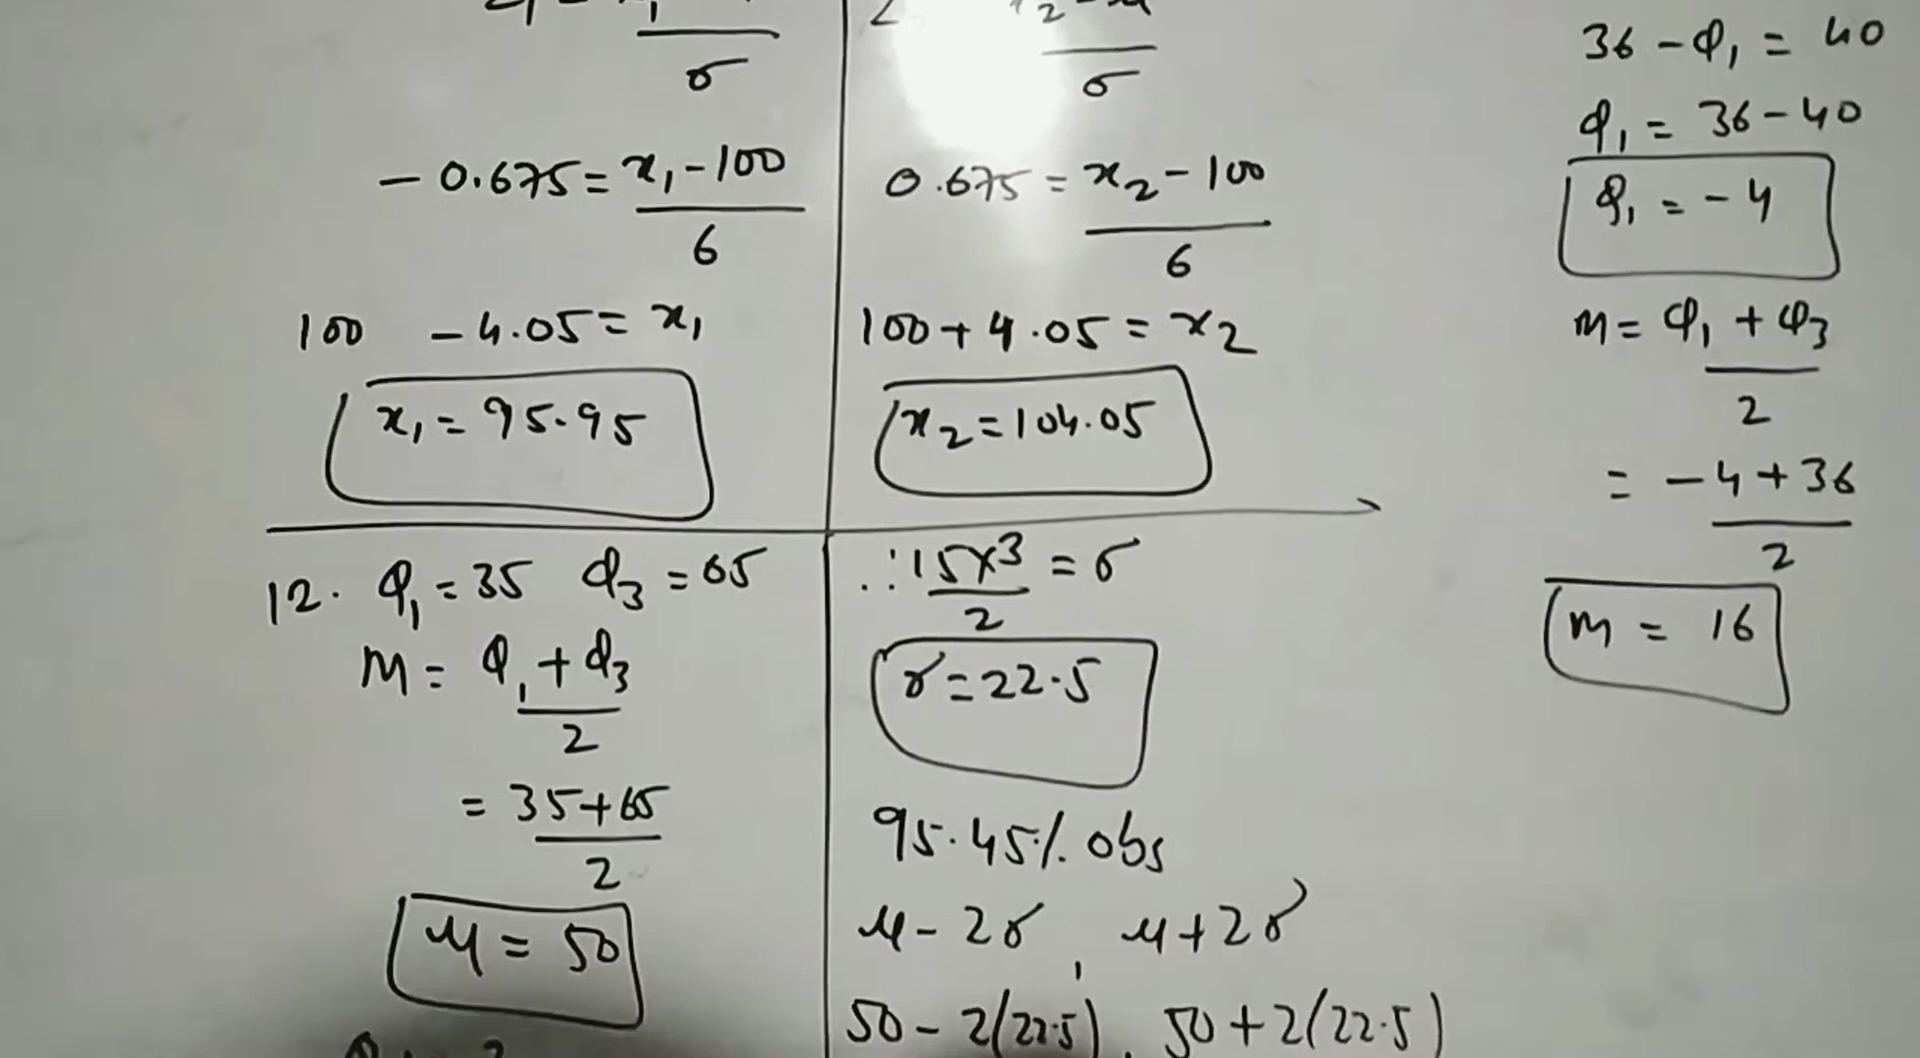 σ
- 0.675 = x₁ - 100
6
100 - 4.05 = x₁
x₁ = 95.95
σ
0.675 = x₂ - 100
6
100 + 4.05 = x₂
x₂ = 104.05
12. Q₁ = 35 Q₃ = 65
M = Q₁ + Q₃
2
= 35 + 65
2
μ = 50
∴ 15 x 3 = σ
2
σ = 22.5
95.45% obs
μ - 2σ , μ + 2σ
50 - 2(22.5) , 50 + 2(22.5)
36 - Q₁ = 40
Q₁ = 36 - 40
Q₁ = - 4
M = Q₁ + Q₃
2
= - 4 + 36
2
M = 16